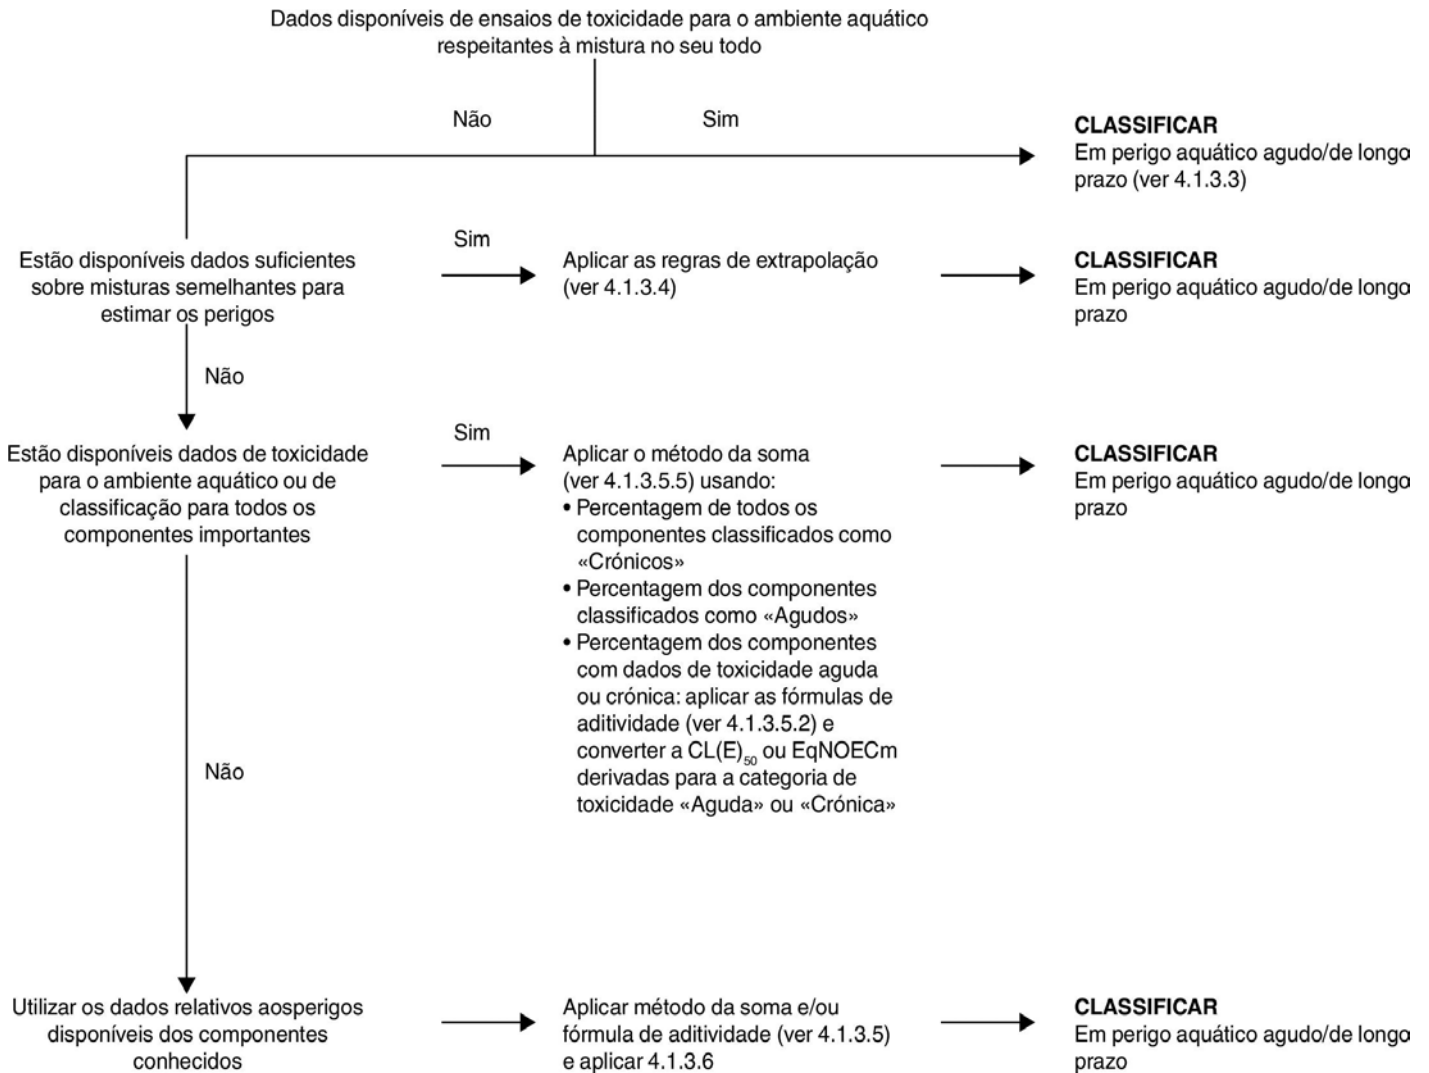 Dados disponíveis de ensaios de toxicidade para o ambiente aquático
respeitantes à mistura no seu todo
Não
Sim
CLASSIFICAR
Em perigo aquático agudo/de longo
prazo (ver 4.1.3.3)
Estão disponíveis dados suficientes
sobre misturas semelhantes para
estimar os perigos
Sim
Aplicar as regras de extrapolação
(ver 4.1.3.4)
CLASSIFICAR
Em perigo aquático agudo/de longo
prazo
Não
Estão disponíveis dados de toxicidade
para o ambiente aquático ou de
classificação para todos os
componentes importantes
Sim
Aplicar o método da soma
(ver 4.1.3.5.5) usando:
• Percentagem de todos os
componentes classificados como
«Crónicos»
• Percentagem dos componentes
classificados como «Agudos»
• Percentagem dos componentes
com dados de toxicidade aguda
ou crónica: aplicar as fórmulas de
aditividade (ver 4.1.3.5.2) e
converter a CL(E)₅₀ ou EqNOECm
derivadas para a categoria de
toxicidade «Aguda» ou «Crónica»
CLASSIFICAR
Em perigo aquático agudo/de longo
prazo
Não
Utilizar os dados relativos aosperigos
disponíveis dos componentes
conhecidos
Aplicar método da soma e/ou
fórmula de aditividade (ver 4.1.3.5)
e aplicar 4.1.3.6
CLASSIFICAR
Em perigo aquático agudo/de longo
prazo